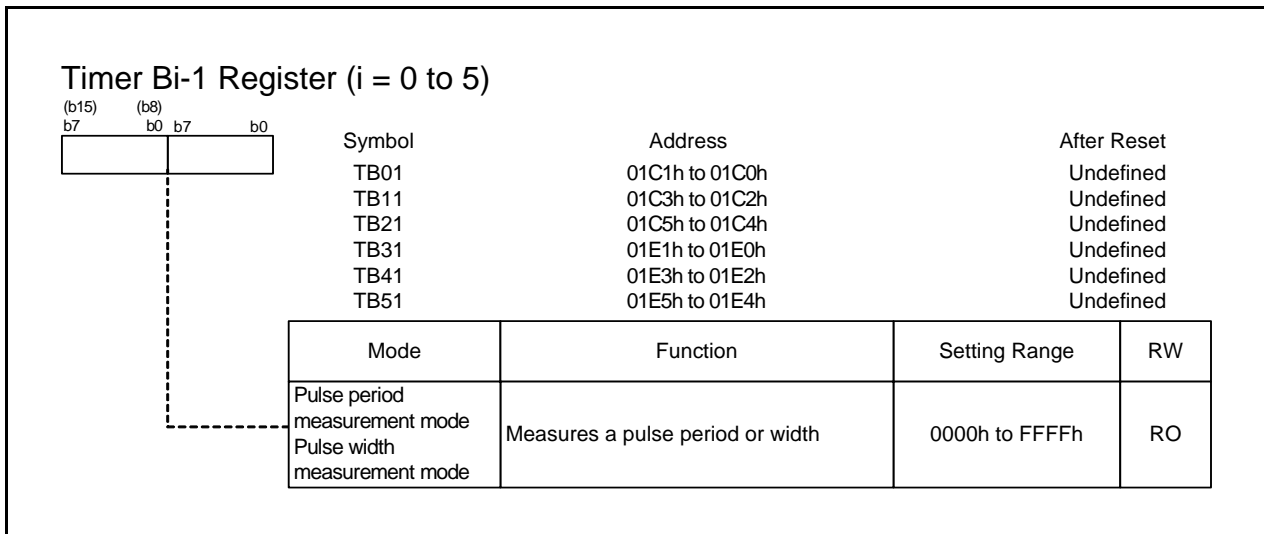 Timer Bi-1 Register (i = 0 to 5)
(b15) (b8)
b7 b0 b7 b0
Symbol Address After Reset
TB01 01C1h to 01C0h Undefined
TB11 01C3h to 01C2h Undefined
TB21 01C5h to 01C4h Undefined
TB31 01E1h to 01E0h Undefined
TB41 01E3h to 01E2h Undefined
TB51 01E5h to 01E4h Undefined
Mode Function Setting Range RW
Pulse period
measurement mode
Pulse width
measurement mode
Measures a pulse period or width 0000h to FFFFh RO